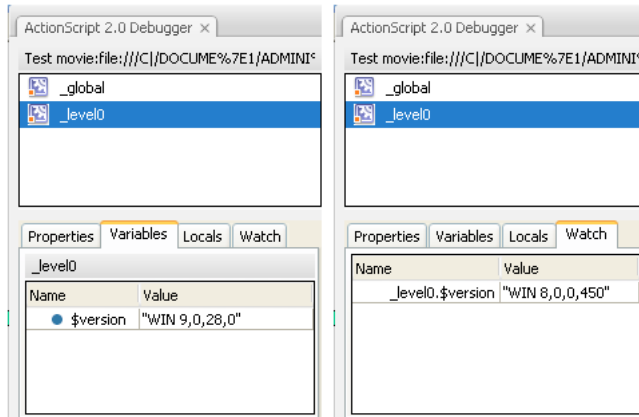 ActionScript 2.0 Debugger ×
Test movie:file:///C|/DOCUME%7E1/ADMINI%
_global
_level0
Properties Variables Locals Watch
_level0
Name Value
$version "WIN 9,0,28,0"
ActionScript 2.0 Debugger ×
Test movie:file:///C|/DOCUME%7E1/ADMINI
_global
_level0
Properties Variables Locals Watch
Name Value
_level0.$version "WIN 8,0,0,450"